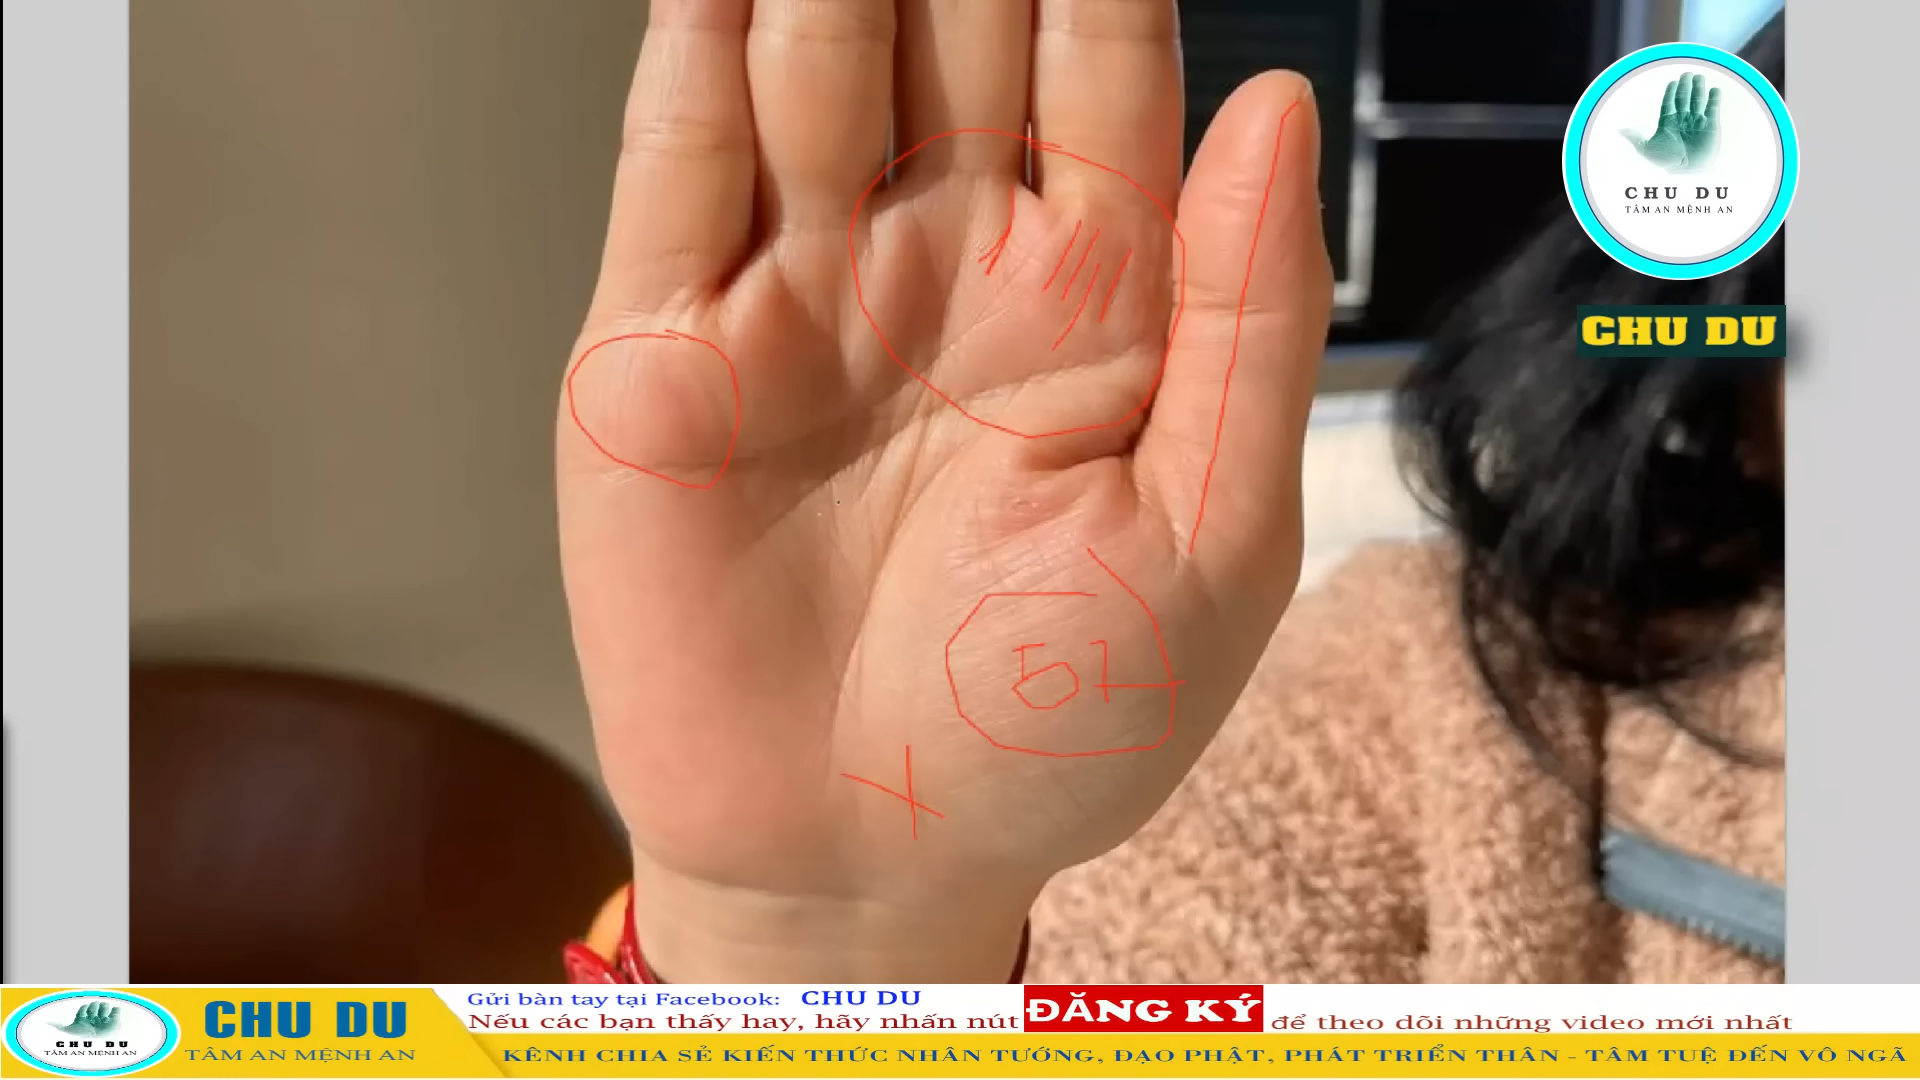 CHU DU
TÂM AN MỆNH AN
CHU DU
57
CHU DU
TÂM AN MỆNH AN
CHU DU
TÂM AN MỆNH AN
Gửi bàn tay tại Facebook: CHU DU
Nếu các bạn thấy hay, hãy nhấn nút ĐĂNG KÝ để theo dõi những video mới nhất
KÊNH CHIA SẺ KIẾN THỨC NHÂN TƯỚNG, ĐẠO PHẬT, PHÁT TRIỂN THÂN - TÂM TUỆ ĐẾN VÔ NGÃ